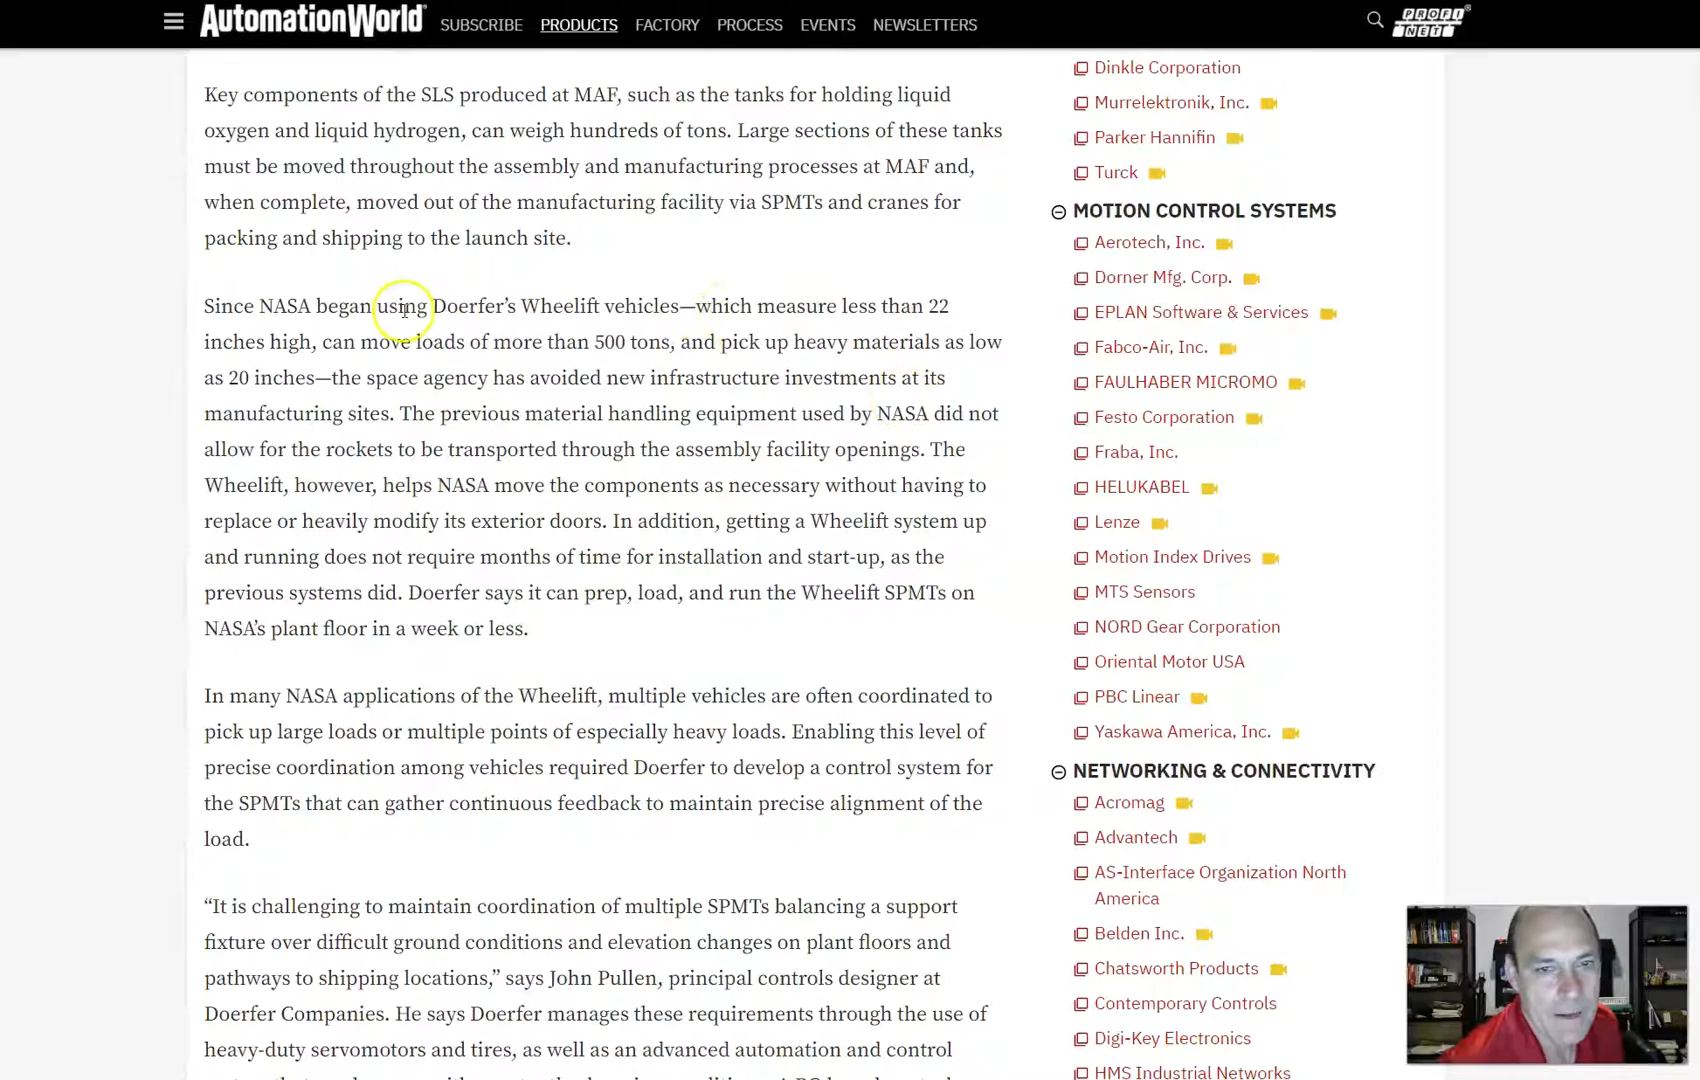 AutomationWorld
SUBSCRIBE PRODUCTS FACTORY PROCESS EVENTS NEWSLETTERS
PROFI
NET
Key components of the SLS produced at MAF, such as the tanks for holding liquid
oxygen and liquid hydrogen, can weigh hundreds of tons. Large sections of these tanks
must be moved throughout the assembly and manufacturing processes at MAF and,
when complete, moved out of the manufacturing facility via SPMTs and cranes for
packing and shipping to the launch site.
Since NASA began using Doerfer’s Wheelift vehicles—which measure less than 22
inches high, can move loads of more than 500 tons, and pick up heavy materials as low
as 20 inches—the space agency has avoided new infrastructure investments at its
manufacturing sites. The previous material handling equipment used by NASA did not
allow for the rockets to be transported through the assembly facility openings. The
Wheelift, however, helps NASA move the components as necessary without having to
replace or heavily modify its exterior doors. In addition, getting a Wheelift system up
and running does not require months of time for installation and start-up, as the
previous systems did. Doerfer says it can prep, load, and run the Wheelift SPMTs on
NASA’s plant floor in a week or less.
In many NASA applications of the Wheelift, multiple vehicles are often coordinated to
pick up large loads or multiple points of especially heavy loads. Enabling this level of
precise coordination among vehicles required Doerfer to develop a control system for
the SPMTs that can gather continuous feedback to maintain precise alignment of the
load.
“It is challenging to maintain coordination of multiple SPMTs balancing a support
fixture over difficult ground conditions and elevation changes on plant floors and
pathways to shipping locations,” says John Pullen, principal controls designer at
Doerfer Companies. He says Doerfer manages these requirements through the use of
heavy-duty servomotors and tires, as well as an advanced automation and control
Dinkle Corporation
Murrelektronik, Inc.
Parker Hannifin
Turck
MOTION CONTROL SYSTEMS
Aerotech, Inc.
Dorner Mfg. Corp.
EPLAN Software & Services
Fabco-Air, Inc.
FAULHABER MICROMO
Festo Corporation
Fraba, Inc.
HELUKABEL
Lenze
Motion Index Drives
MTS Sensors
NORD Gear Corporation
Oriental Motor USA
PBC Linear
Yaskawa America, Inc.
NETWORKING & CONNECTIVITY
Acromag
Advantech
AS-Interface Organization North
America
Belden Inc.
Chatsworth Products
Contemporary Controls
Digi-Key Electronics
HMS Industrial Networks